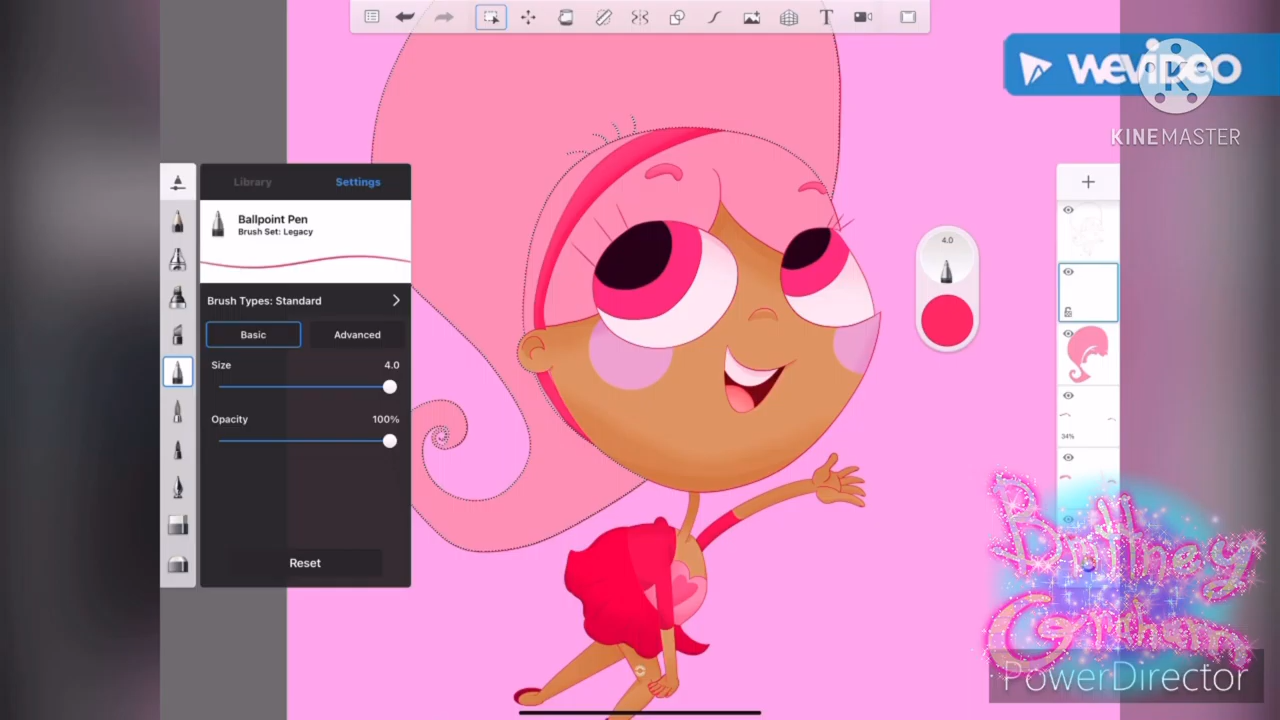 T
wevideo
K
KINEMASTER
Library
Settings
Ballpoint Pen
Brush Set: Legacy
Brush Types: Standard
Basic
Advanced
Size
4.0
Opacity
100%
Reset
4.0
34%
Brittney
Graham
PowerDirector